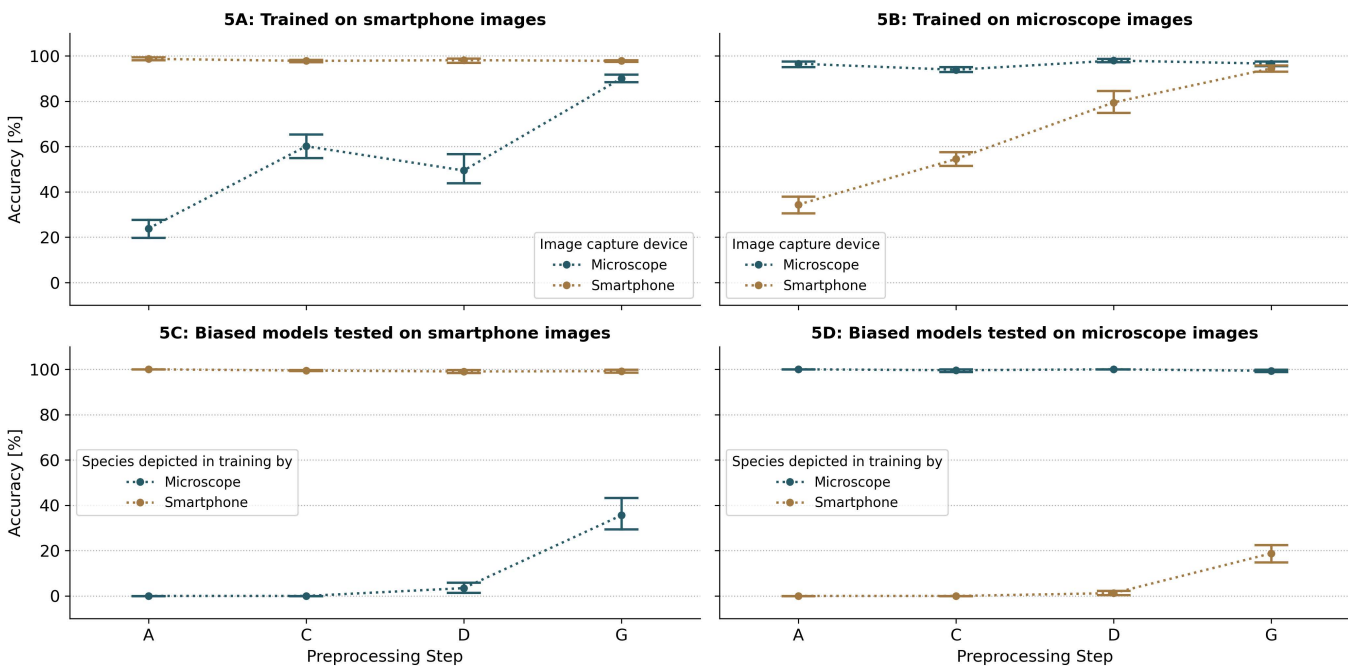 5A: Trained on smartphone images
5B: Trained on microscope images
Accuracy [%]
100
80
60
40
20
0
Image capture device
Microscope
Smartphone
Image capture device
Microscope
Smartphone
5C: Biased models tested on smartphone images
5D: Biased models tested on microscope images
Accuracy [%]
100
80
60
40
20
0
Species depicted in training by
Microscope
Smartphone
Species depicted in training by
Microscope
Smartphone
A C D G
A C D G
Preprocessing Step
Preprocessing Step